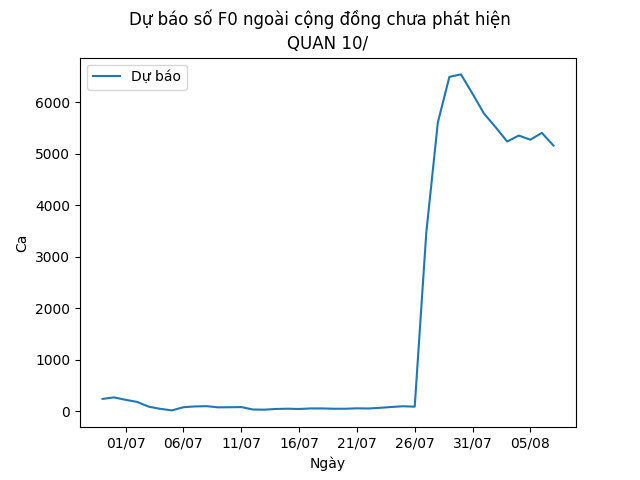 Dự báo số F0 ngoài cộng đồng chưa phát hiện
QUAN 10/
Dự báo
6000
5000
4000
3000
2000
1000
0
Ca
01/07 06/07 11/07 16/07 21/07 26/07 31/07 05/08
Ngày